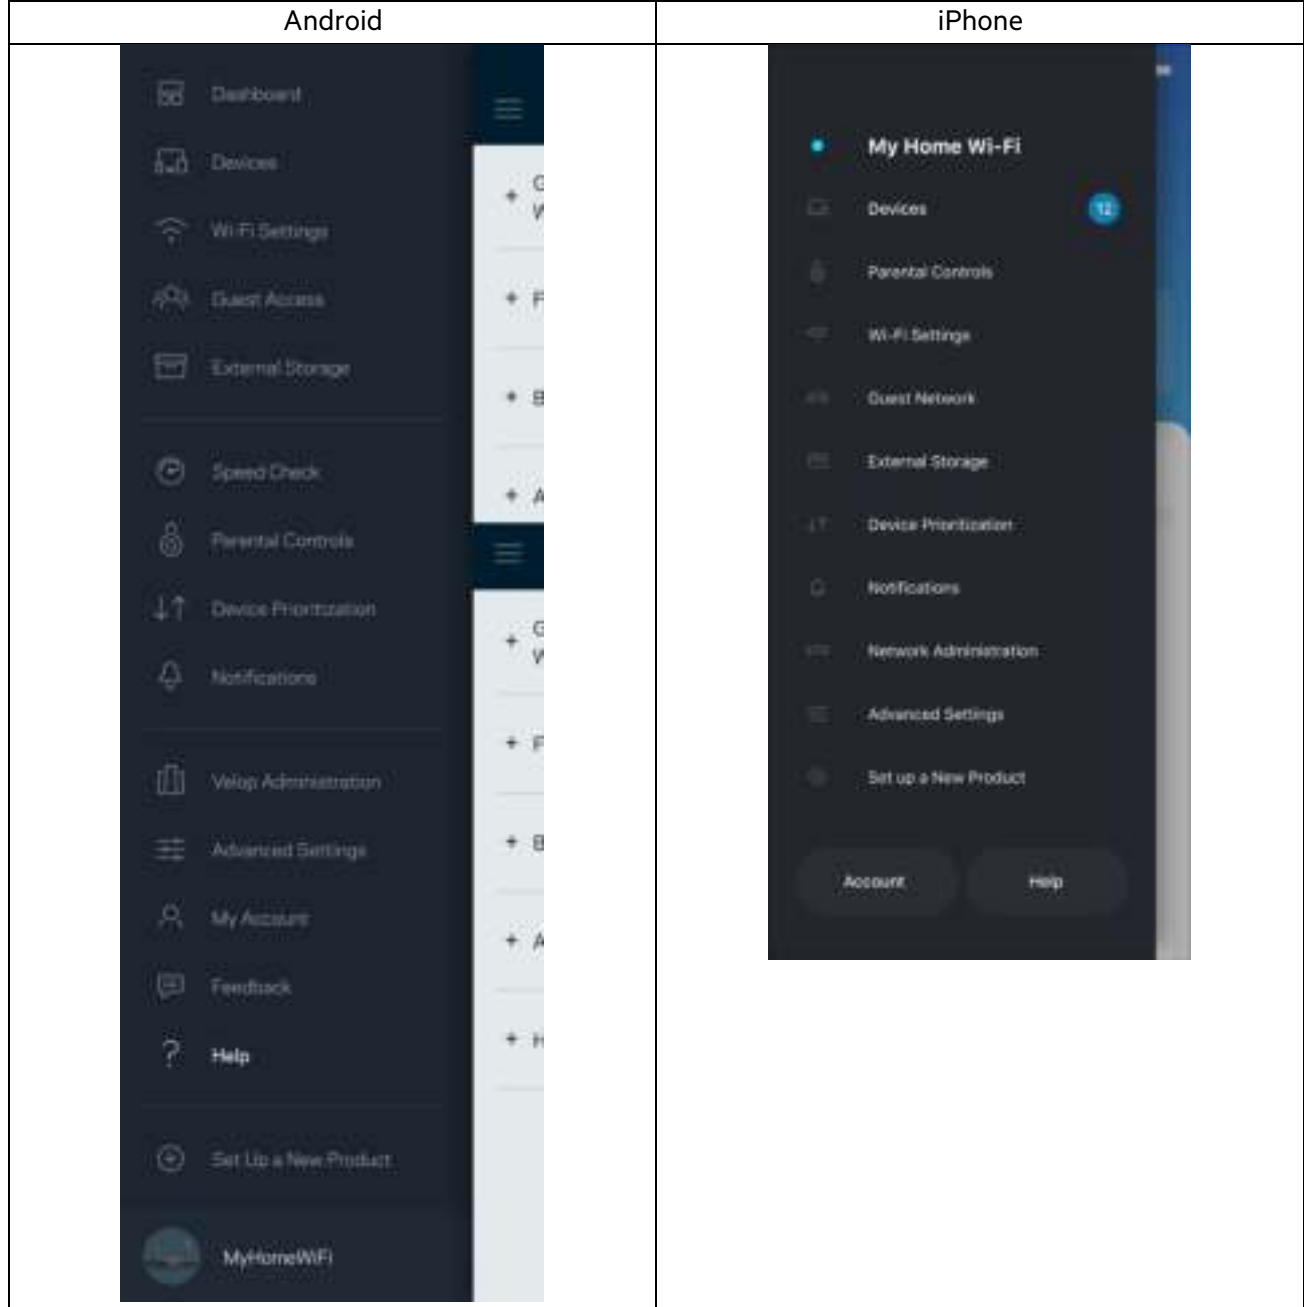 Android
iPhone
Dashboard
Devices
Wi-Fi Settings
Guest Access
External Storage
Speed Check
Parental Controls
Device Prioritization
Notifications
Velop Administration
Advanced Settings
My Account
Feedback
Help
Set Up a New Product
MyHomeWiFi
+ G
W
+ F
+ B
+ A
+ G
W
+ F
+ B
+ A
+ H
My Home Wi-Fi
Devices
12
Parental Controls
Wi-Fi Settings
Guest Network
External Storage
Device Prioritization
Notifications
Network Administration
Advanced Settings
Set up a New Product
Account
Help